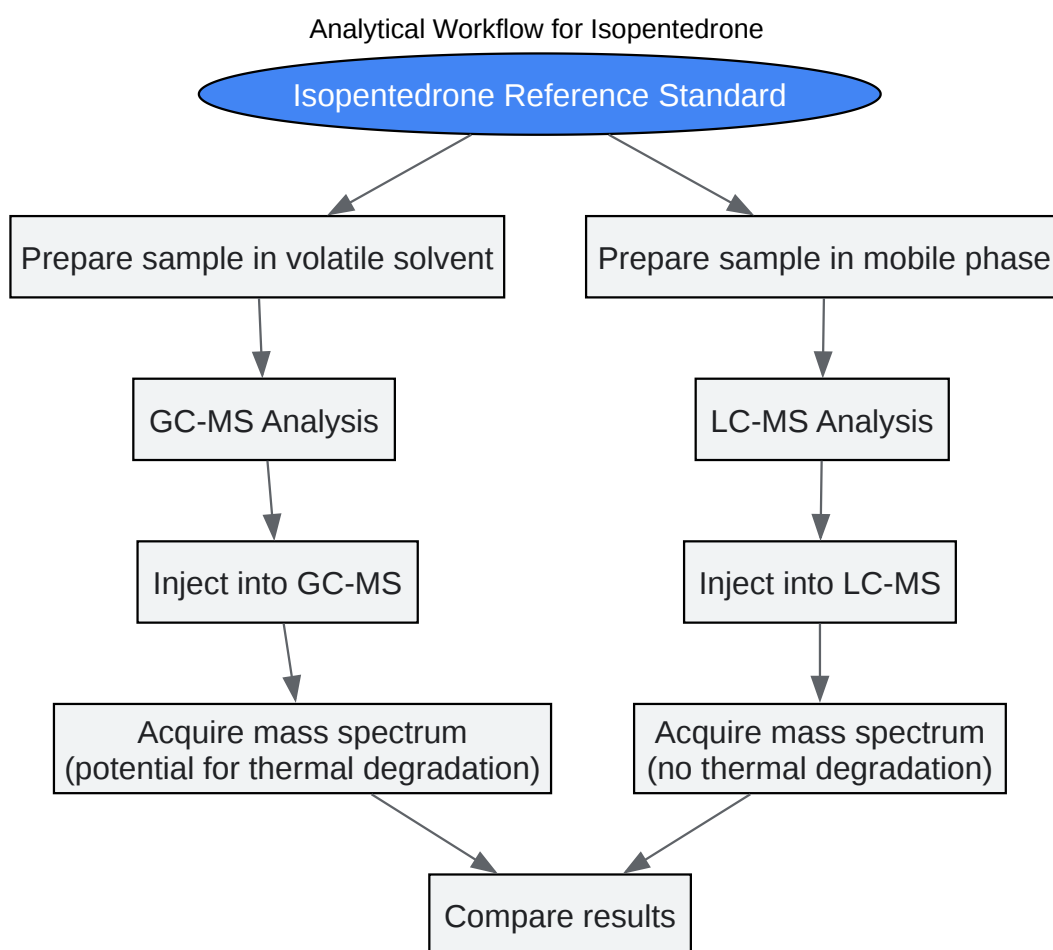 Analytical Workflow for Isopentedrone
Isopentedrone Reference Standard
Prepare sample in volatile solvent
Prepare sample in mobile phase
GC-MS Analysis
LC-MS Analysis
Inject into GC-MS
Inject into LC-MS
Acquire mass spectrum
(potential for thermal degradation)
Acquire mass spectrum
(no thermal degradation)
Compare results